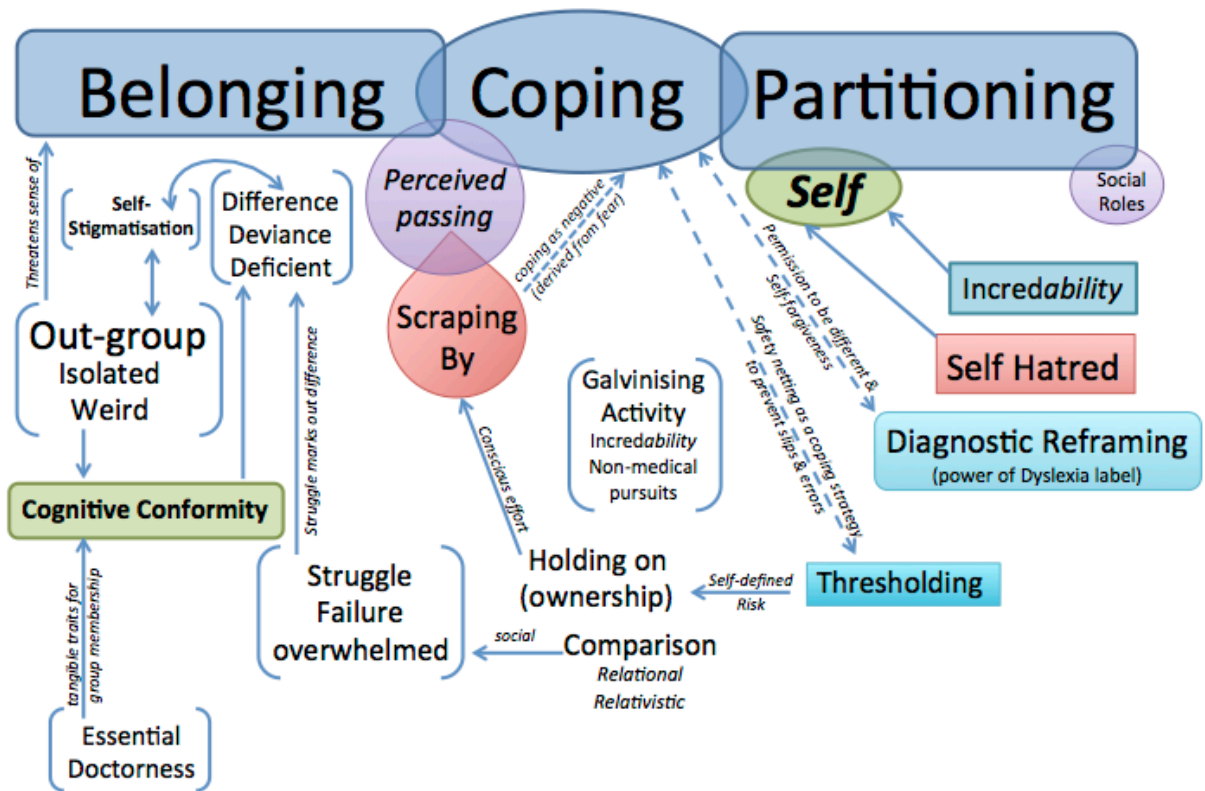 Belonging
Coping
Partitioning
Threatens sense of
Self-
Stigmatisation
Difference
Deviance
Deficient
Perceived
passing
coping as negative
(derived from fear)
Self
Social
Roles
Permission to be different &
Self-forgiveness
Safety netting as a coping strategy
to prevent slips & errors
Incredability
Self Hatred
Out-group
Isolated
Weird
Scraping
By
Struggle marks out difference
Galvinising
Activity
Incredability
Non-medical
pursuits
Diagnostic Reframing
(power of Dyslexia label)
Conscious effort
Cognitive Conformity
Struggle
Failure
overwhelmed
Holding on
(ownership)
Self-defined
Risk
Thresholding
social
Comparison
Relational
Relativistic
tangible traits for
group membership
Essential
Doctorness